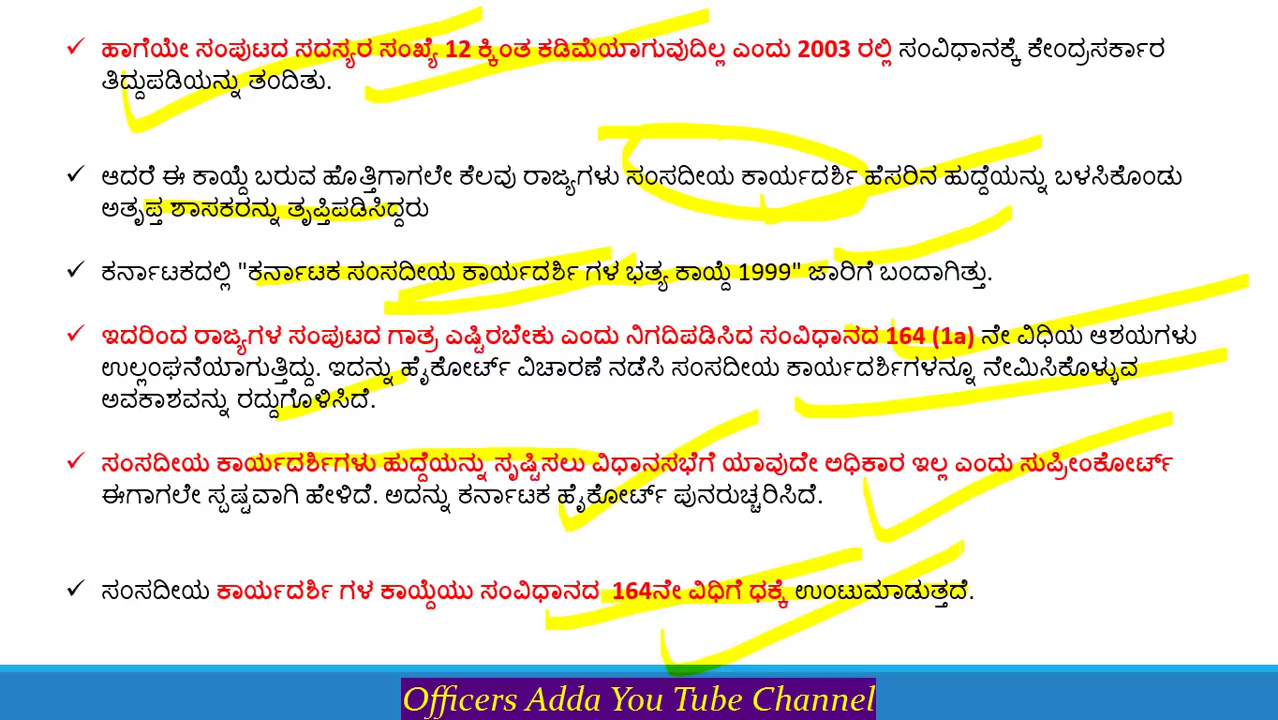 ಹಾಗೆಯೇ ಸಂಪುಟದ ಸದಸ್ಯರ ಸಂಖ್ಯೆ 12 ಕ್ಕಿಂತ ಕಡಿಮೆಯಾಗುವುದಿಲ್ಲ ಎಂದು 2003 ರಲ್ಲಿ ಸಂವಿಧಾನಕ್ಕೆ ಕೇಂದ್ರಸರ್ಕಾರ
ತಿದ್ದುಪಡಿಯನ್ನು ತಂದಿತು.
ಆದರೆ ಈ ಕಾಯ್ದೆ ಬರುವ ಹೊತ್ತಿಗಾಗಲೇ ಕೆಲವು ರಾಜ್ಯಗಳು ಸಂಸದೀಯ ಕಾರ್ಯದರ್ಶಿ ಹೆಸರಿನ ಹುದ್ದೆಯನ್ನು ಬಳಸಿಕೊಂಡು
ಅತೃಪ್ತ ಶಾಸಕರನ್ನು ತೃಪ್ತಿಪಡಿಸಿದ್ದರು
ಕರ್ನಾಟಕದಲ್ಲಿ "ಕರ್ನಾಟಕ ಸಂಸದೀಯ ಕಾರ್ಯದರ್ಶಿ ಗಳ ಭತ್ಯ ಕಾಯ್ದೆ 1999" ಜಾರಿಗೆ ಬಂದಾಗಿತ್ತು.
ಇದರಿಂದ ರಾಜ್ಯಗಳ ಸಂಪುಟದ ಗಾತ್ರ ಎಷ್ಟಿರಬೇಕು ಎಂದು ನಿಗದಿಪಡಿಸಿದ ಸಂವಿಧಾನದ 164 (1a) ನೇ ವಿಧಿಯ ಆಶಯಗಳು
ಉಲ್ಲಂಘನೆಯಾಗುತ್ತಿದ್ದು. ಇದನ್ನು ಹೈಕೋರ್ಟ್ ವಿಚಾರಣೆ ನಡೆಸಿ ಸಂಸದೀಯ ಕಾರ್ಯದರ್ಶಿಗಳನ್ನೂ ನೇಮಿಸಿಕೊಳ್ಳುವ
ಅವಕಾಶವನ್ನು ರದ್ದುಗೊಳಿಸಿದೆ.
ಸಂಸದೀಯ ಕಾರ್ಯದರ್ಶಿಗಳು ಹುದ್ದೆಯನ್ನು ಸೃಷ್ಟಿಸಲು ವಿಧಾನಸಭೆಗೆ ಯಾವುದೇ ಅಧಿಕಾರ ಇಲ್ಲ ಎಂದು ಸುಪ್ರೀಂಕೋರ್ಟ್
ಈಗಾಗಲೇ ಸ್ಪಷ್ಟವಾಗಿ ಹೇಳಿದೆ. ಅದನ್ನು ಕರ್ನಾಟಕ ಹೈಕೋರ್ಟ್ ಪುನರುಚ್ಚರಿಸಿದೆ.
ಸಂಸದೀಯ ಕಾರ್ಯದರ್ಶಿ ಗಳ ಕಾಯ್ದೆಯು ಸಂವಿಧಾನದ 164ನೇ ವಿಧಿಗೆ ಧಕ್ಕೆ ಉಂಟುಮಾಡುತ್ತದೆ.
Officers Adda You Tube Channel